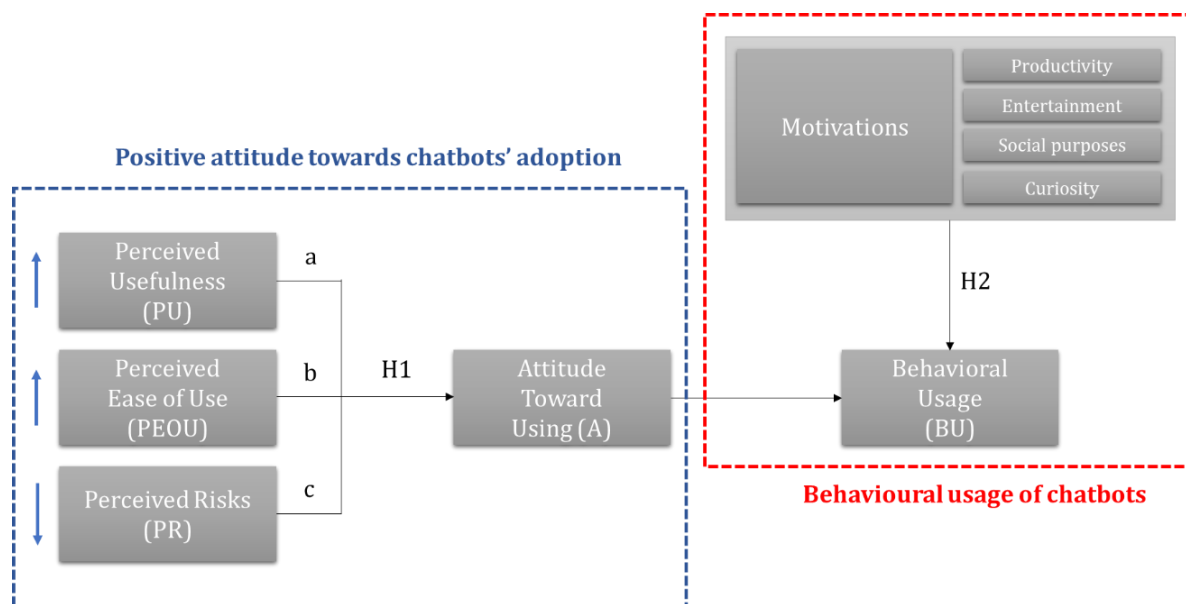 Productivity
Motivations
Entertainment
Social purposes
Curiosity
Positive attitude towards chatbots’ adoption
Perceived
Usefulness
(PU)
a
H2
Perceived
Ease of Use
(PEOU)
b
H1
Attitude
Toward
Using (A)
Behavioral
Usage
(BU)
Perceived Risks
(PR)
c
Behavioural usage of chatbots